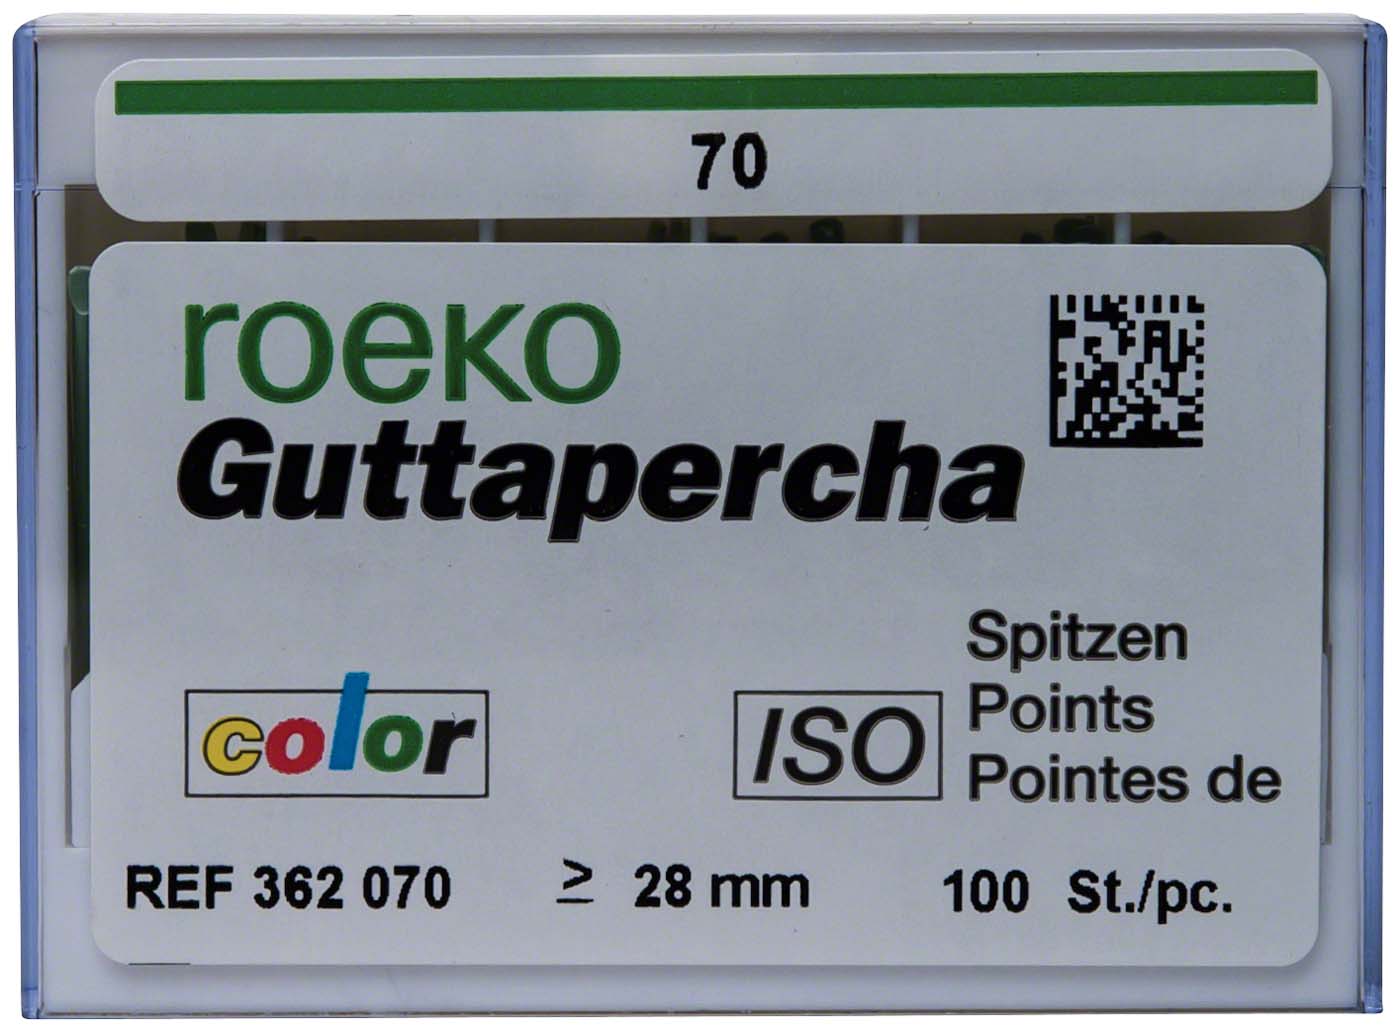 70
roeko
Guttapercha
color
ISO
Spitzen
Points
Pointes de
REF 362 070 ≥ 28 mm 100 St./pc.